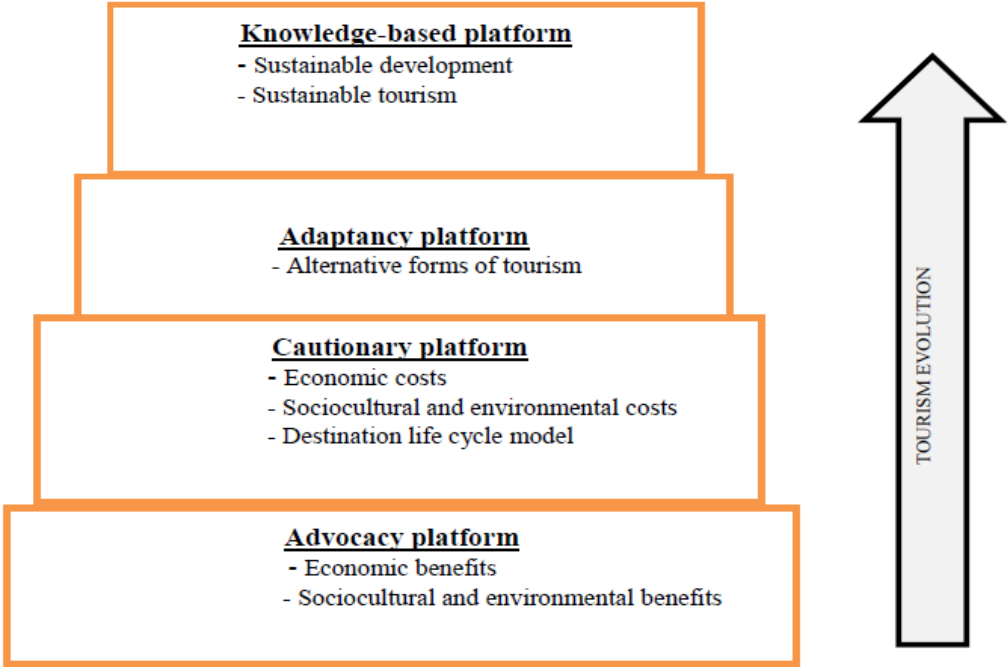 Knowledge-based platform
- Sustainable development
- Sustainable tourism
Adaptancy platform
- Alternative forms of tourism
Cautionary platform
- Economic costs
- Sociocultural and environmental costs
- Destination life cycle model
Advocacy platform
- Economic benefits
- Sociocultural and environmental benefits
TOURISM EVOLUTION